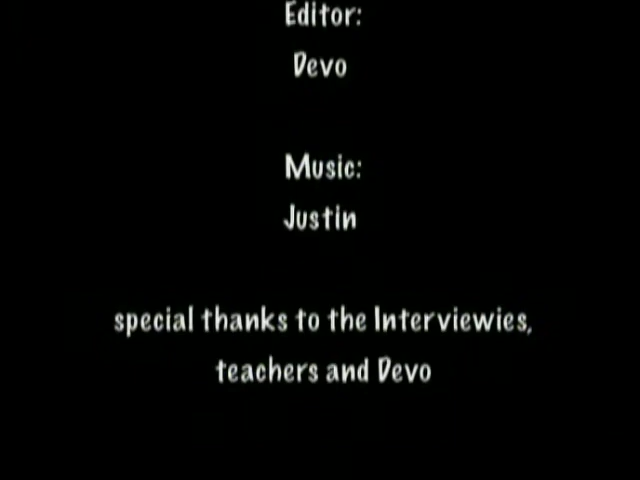 Editor:
Devo
Music:
Justin
special thanks to the Interviewies,
teachers and Devo